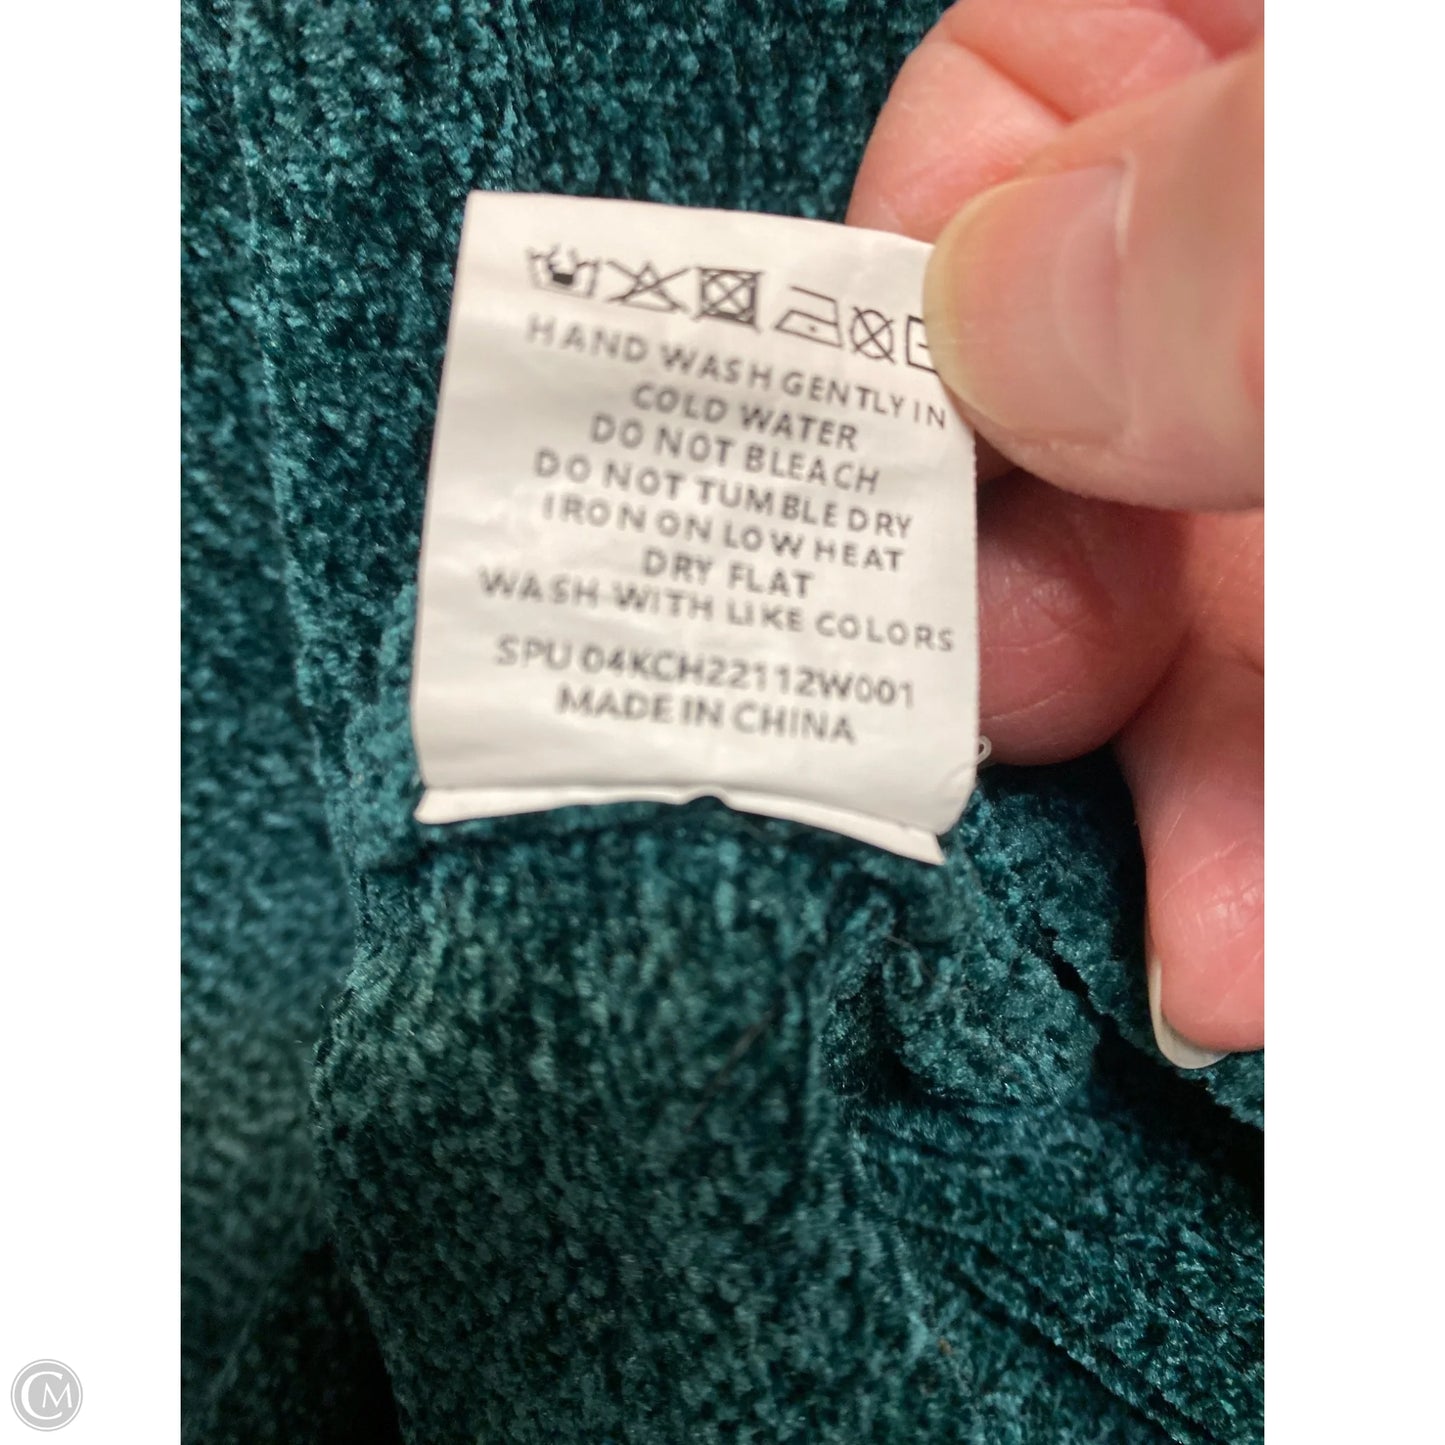 HAND WASH GENTLY IN
COLD WATER
DO NOT BLEACH
DO NOT TUMBLE DRY
IRON ON LOW HEAT
DRY FLAT
WASH WITH LIKE COLORS
SPU 04KCH22112W001
MADE IN CHINA
CM